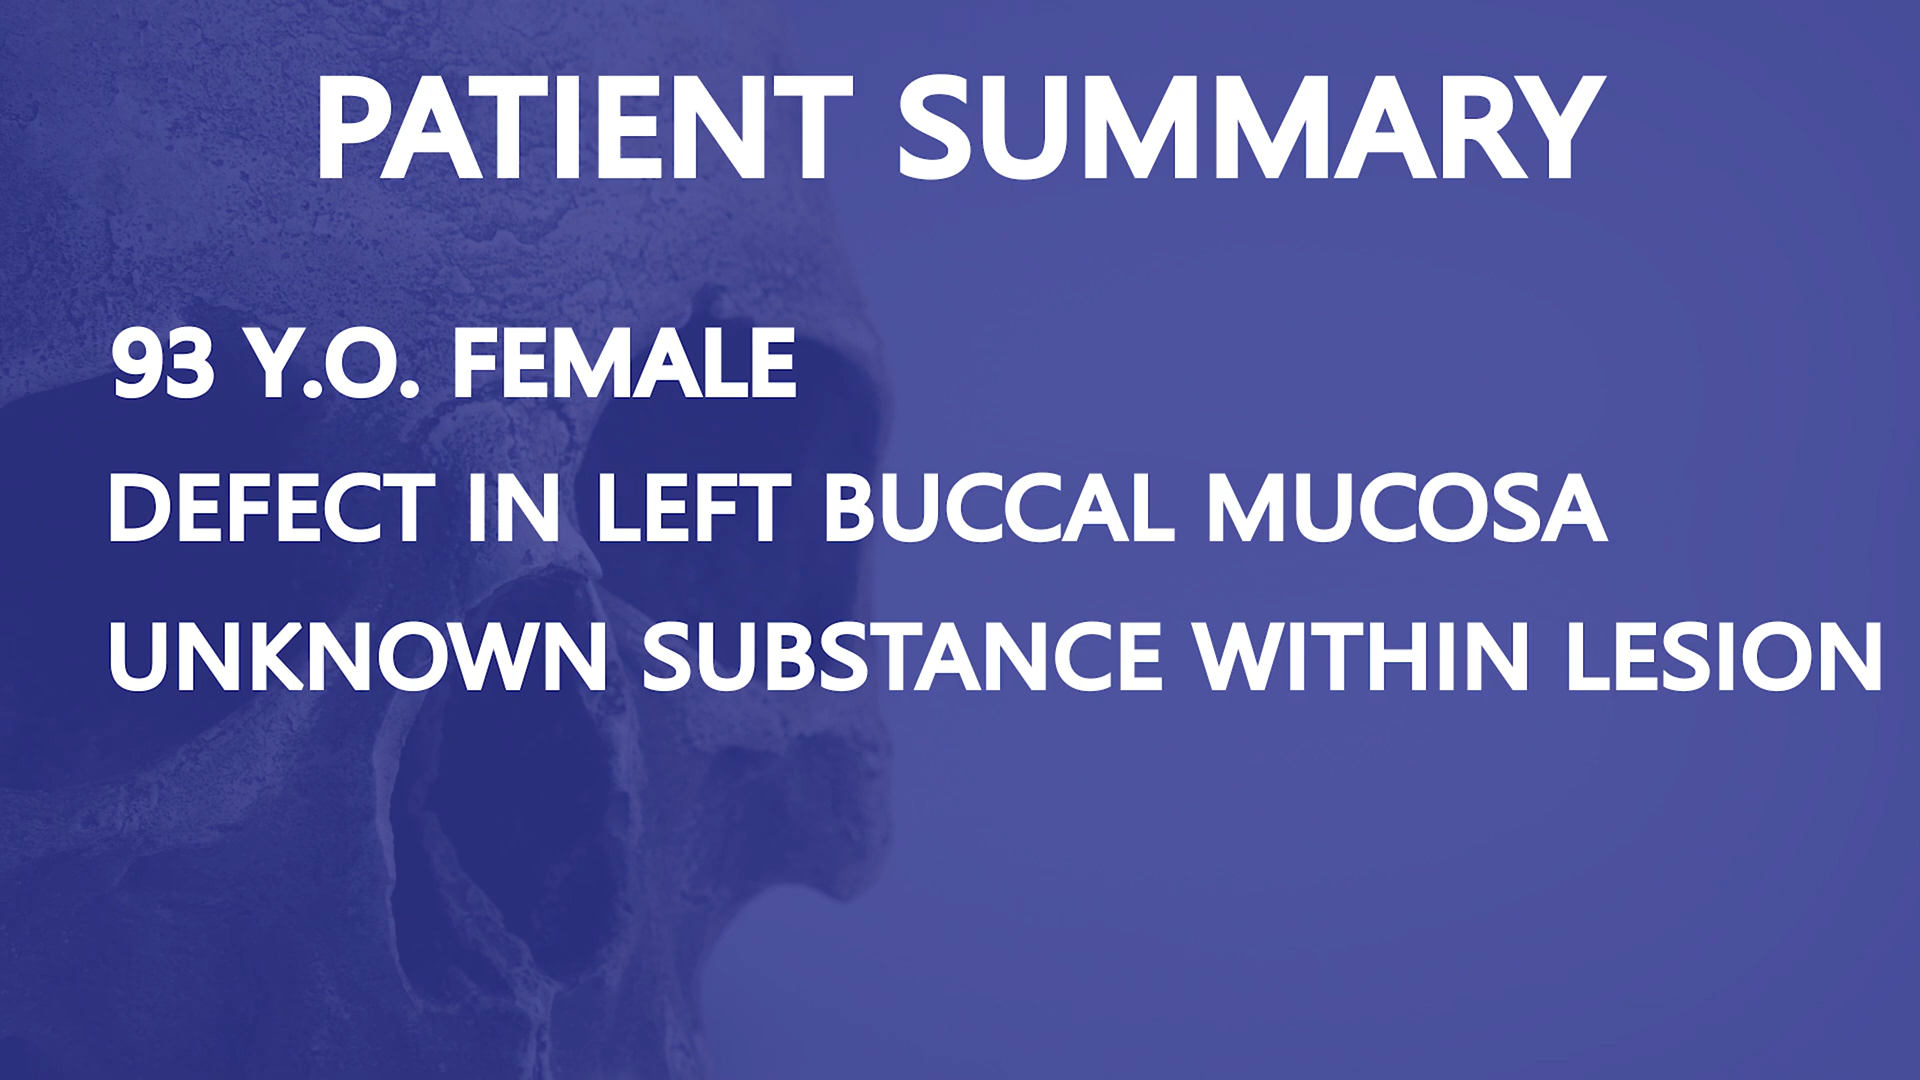 PATIENT SUMMARY
93 Y.O. FEMALE
DEFECT IN LEFT BUCCAL MUCOSA
UNKNOWN SUBSTANCE WITHIN LESION